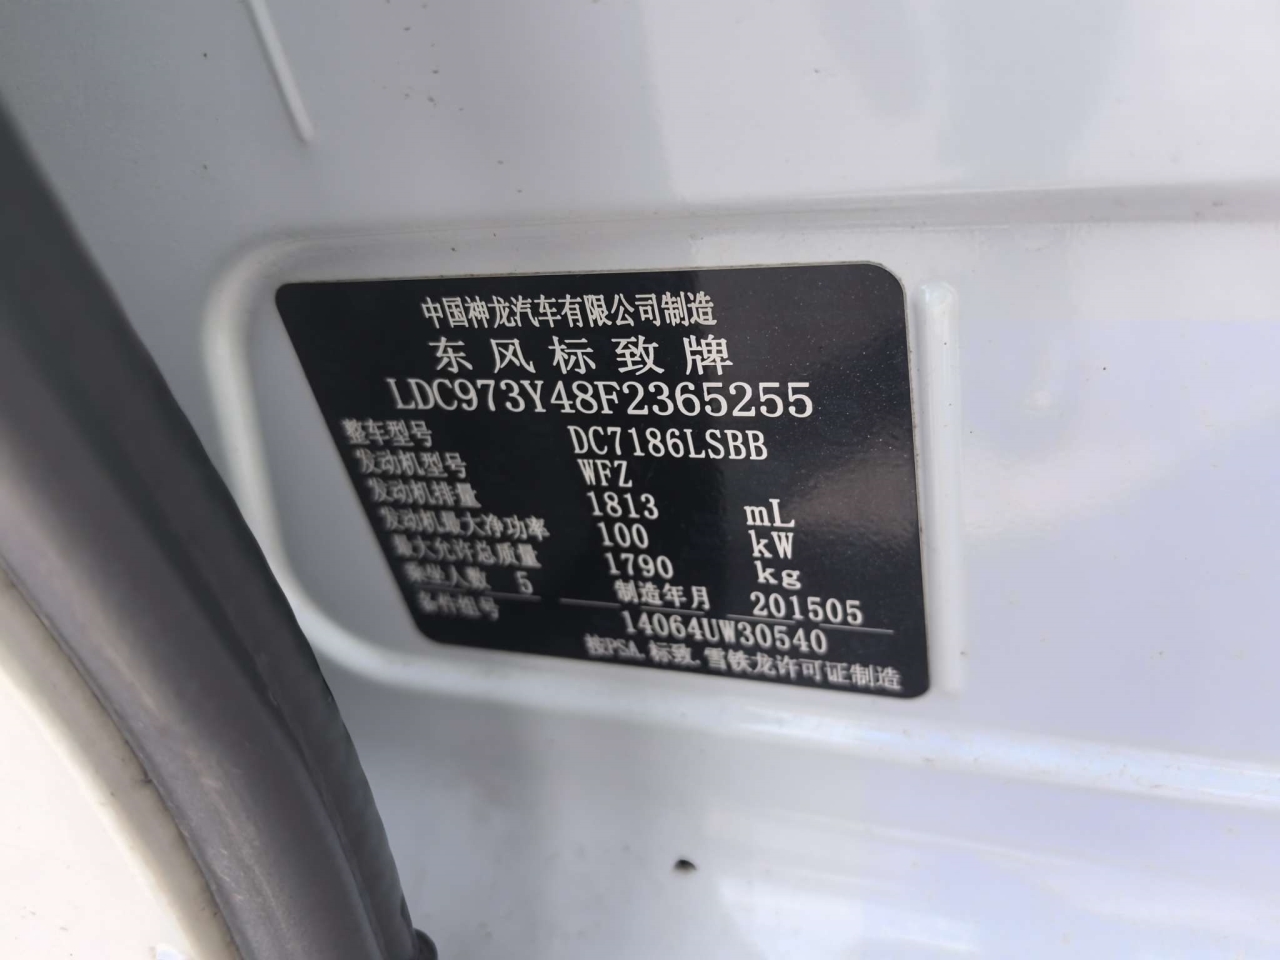 中国神龙汽车有限公司制造
东风标致牌
LDC973Y48F2365255
整车型号 DC7186LSBB
发动机型号 WFZ
发动机排量 1813 mL
发动机最大净功率 100 kW
最大允许总质量 1790 kg
乘坐人数 5 制造年月 201505
备件组号 14064UW30540
按PSA.标致.雪铁龙许可证制造